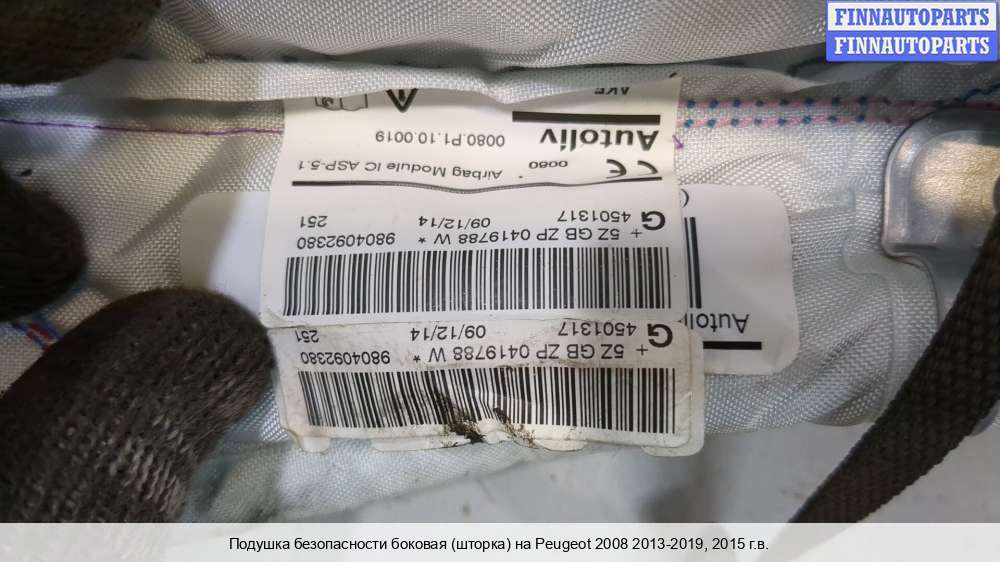 FINNAUTOPARTS
FINNAUTOPARTS
+ 5Z GB ZP 0419788 W * 9804092380
G 4501317 09/12/14 251
+ 5Z GB ZP 0419788 W * 9804092380
G 4501317 09/12/14 251
CE 0080 Airbag Module IC ASP-5.1
Autoliv 0080.P1.10.0019
AKE
Autoli
Подушка безопасности боковая (шторка) на Peugeot 2008 2013-2019, 2015 г.в.